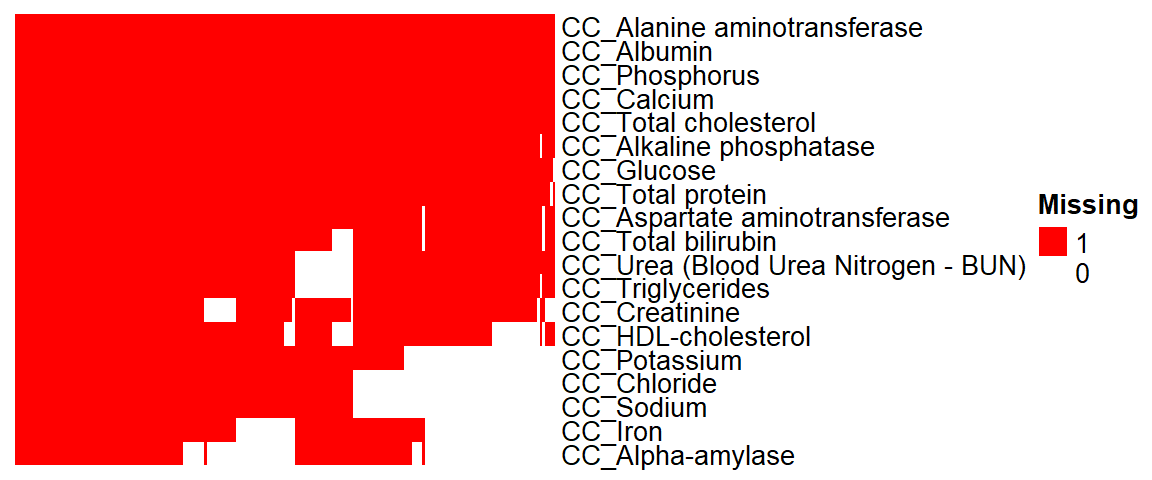 CC_Alanine aminotransferase
CC_Albumin
CC_Phosphorus
CC_Calcium
CC_Total cholesterol
CC_Alkaline phosphatase
CC_Glucose
CC_Total protein
CC_Aspartate aminotransferase
CC_Total bilirubin
CC_Urea (Blood Urea Nitrogen - BUN)
CC_Triglycerides
CC_Creatinine
CC_HDL-cholesterol
CC_Potassium
CC_Chloride
CC_Sodium
CC_Iron
CC_Alpha-amylase
Missing
1
0